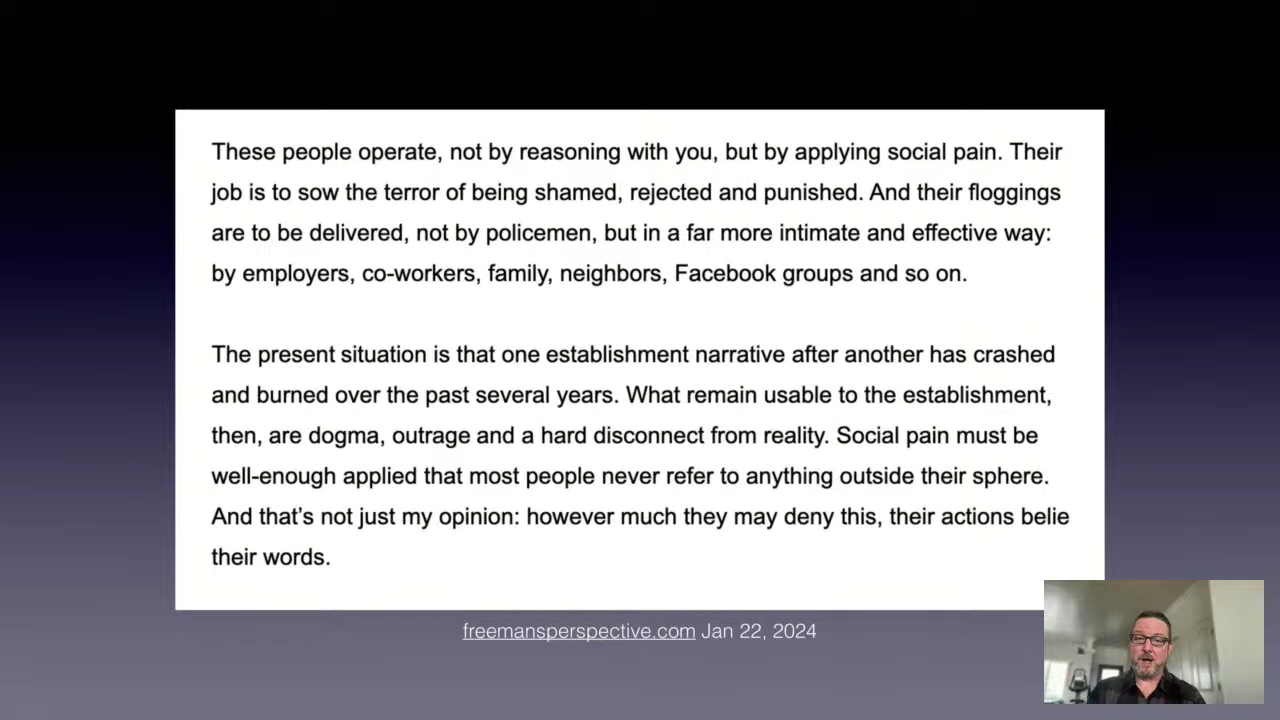 These people operate, not by reasoning with you, but by applying social pain. Their
job is to sow the terror of being shamed, rejected and punished. And their floggings
are to be delivered, not by policemen, but in a far more intimate and effective way:
by employers, co-workers, family, neighbors, Facebook groups and so on.
The present situation is that one establishment narrative after another has crashed
and burned over the past several years. What remain usable to the establishment,
then, are dogma, outrage and a hard disconnect from reality. Social pain must be
well-enough applied that most people never refer to anything outside their sphere.
And that’s not just my opinion: however much they may deny this, their actions belie
their words.
freemansperspective.com Jan 22, 2024